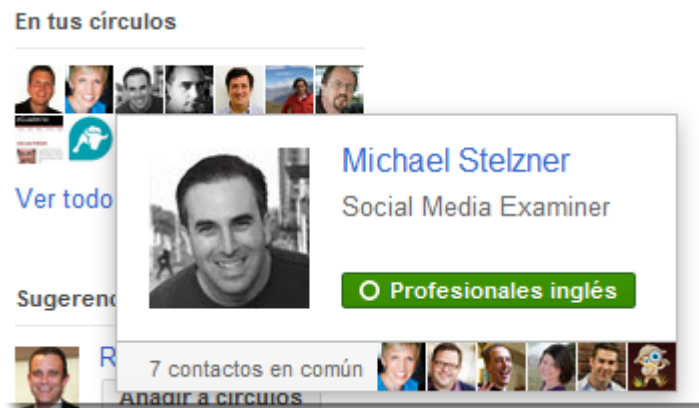 En tus círculos
Michael Stelzner
Social Media Examiner
Ver todo
Profesionales inglés
Sugeren
7 contactos en común
R
Añadir a círculos